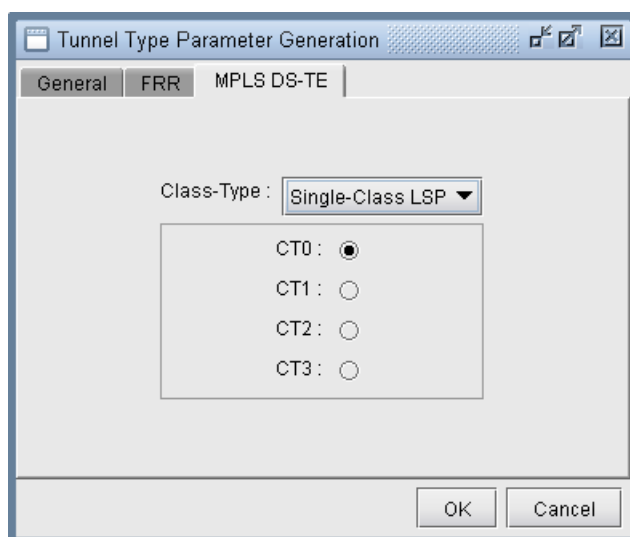 Tunnel Type Parameter Generation
General FRR MPLS DS-TE
Class-Type : Single-Class LSP
CT0 :
CT1 :
CT2 :
CT3 :
OK Cancel